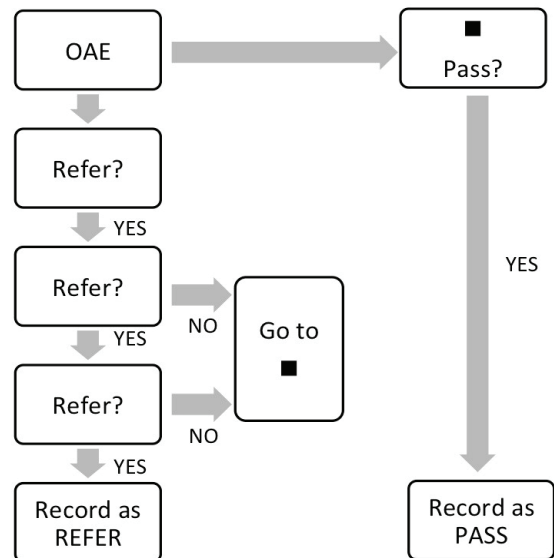 OAE
■
Pass?
Refer?
YES
Refer?
NO
YES
YES
Go to
■
Refer?
NO
YES
Record as
REFER
Record as
PASS